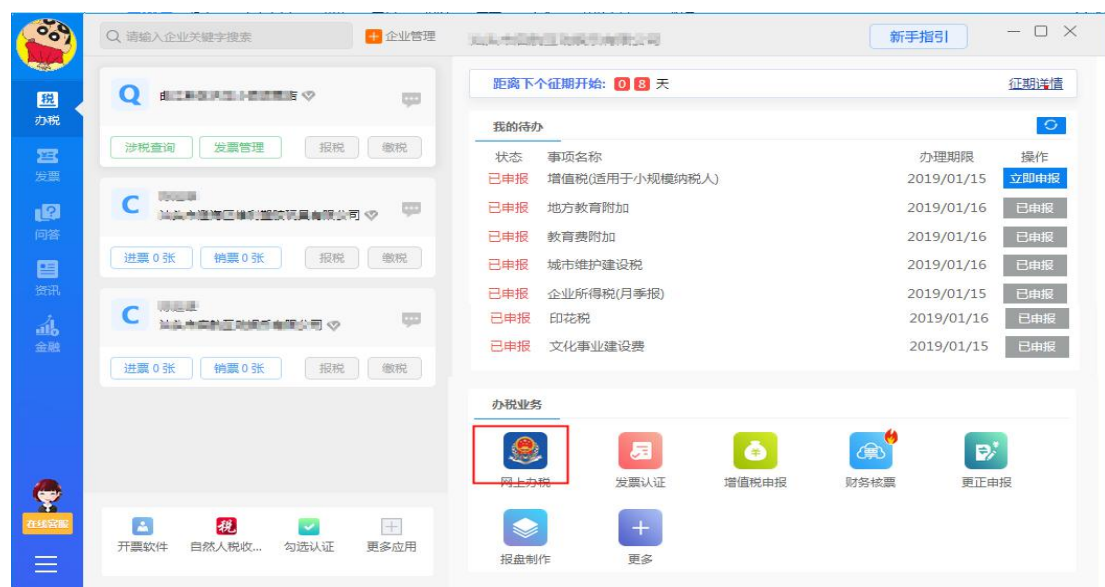 请输入企业关键字搜索
企业管理
新手指引
税
办税
发票
问答
资讯
金融
在线客服
Q
涉税查询 发票管理 报税 缴税
C
进票 0 张 销票 0 张 报税 缴税
C
进票 0 张 销票 0 张 报税 缴税
开票软件 自然人税收... 勾选认证 更多应用
税
距离下个征期开始: 0 8 天 征期详情
我的待办
状态 事项名称 办理期限 操作
已申报 增值税(适用于小规模纳税人) 2019/01/15 立即申报
已申报 地方教育附加 2019/01/16 已申报
已申报 教育费附加 2019/01/16 已申报
已申报 城市维护建设税 2019/01/16 已申报
已申报 企业所得税(月季报) 2019/01/15 已申报
已申报 印花税 2019/01/16 已申报
已申报 文化事业建设费 2019/01/15 已申报
办税业务
网上办税 发票认证 增值税申报 财务核票 更正申报
报盘制作 更多